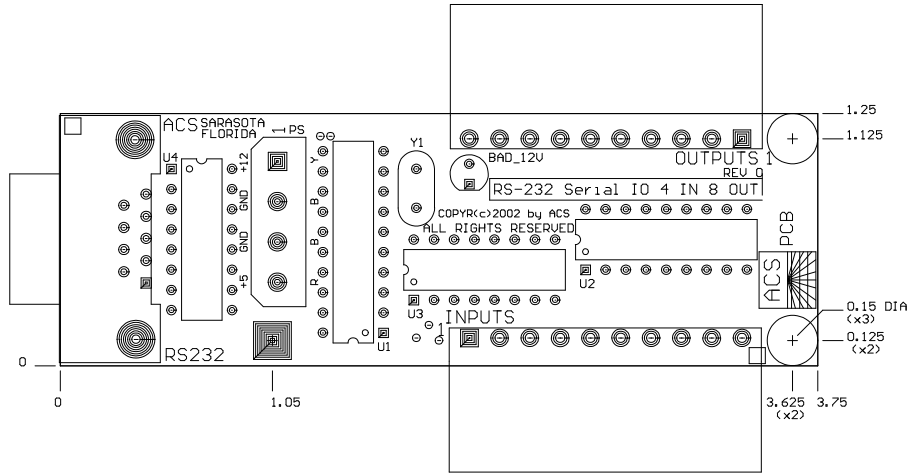 ACS SARASOTA
FLORIDA
1 PS
+12
GND
GND
+5
U4
RS232
Y
B
B
R
U1
Y1
BAD_12V
OUTPUTS 1
REV 0
RS-232 Serial IO 4 IN 8 OUT
COPYR(c)2002 by ACS
ALL RIGHTS RESERVED
U3
U2
INPUTS
1
ACS
PCB
1.25
1.125
0.15 DIA
(x3)
0.125
(x2)
0
0
1.05
3.625
(x2)
3.75